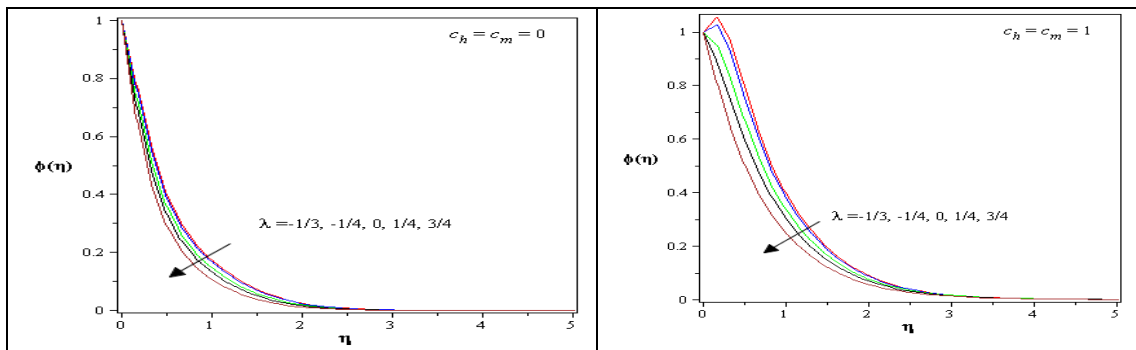 1
c_h = c_m = 0
0.8
0.6
ϕ(η)
0.4
λ =-1/3, -1/4, 0, 1/4, 3/4
0.2
0
0 1 2 3 4 5
η
c_h = c_m = 1
1
0.8
0.6
ϕ(η)
0.4
λ =-1/3, -1/4, 0, 1/4, 3/4
0.2
0
0 1 2 3 4 5
η